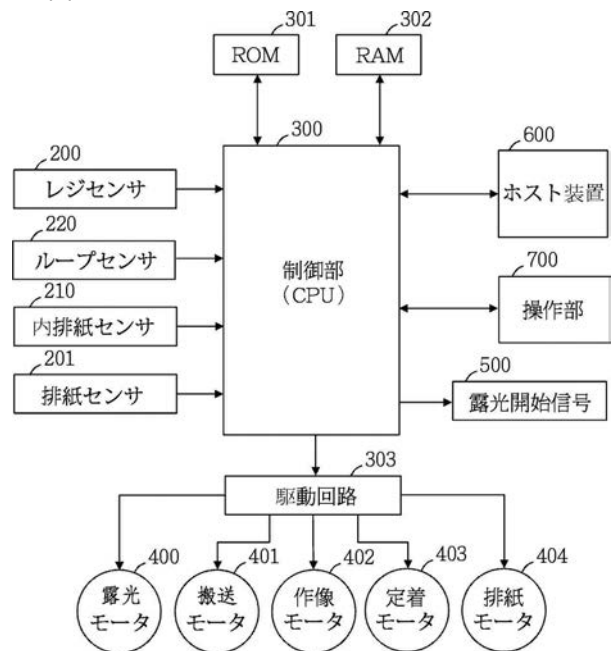 301
302
ROM
RAM
300
200
レジセンサ
220
ループセンサ
210
内排紙センサ
201
排紙センサ
制御部
(CPU)
600
ホスト装置
700
操作部
500
露光開始信号
303
駆動回路
400
露光
モータ
401
搬送
モータ
402
作像
モータ
403
定着
モータ
404
排紙
モータ